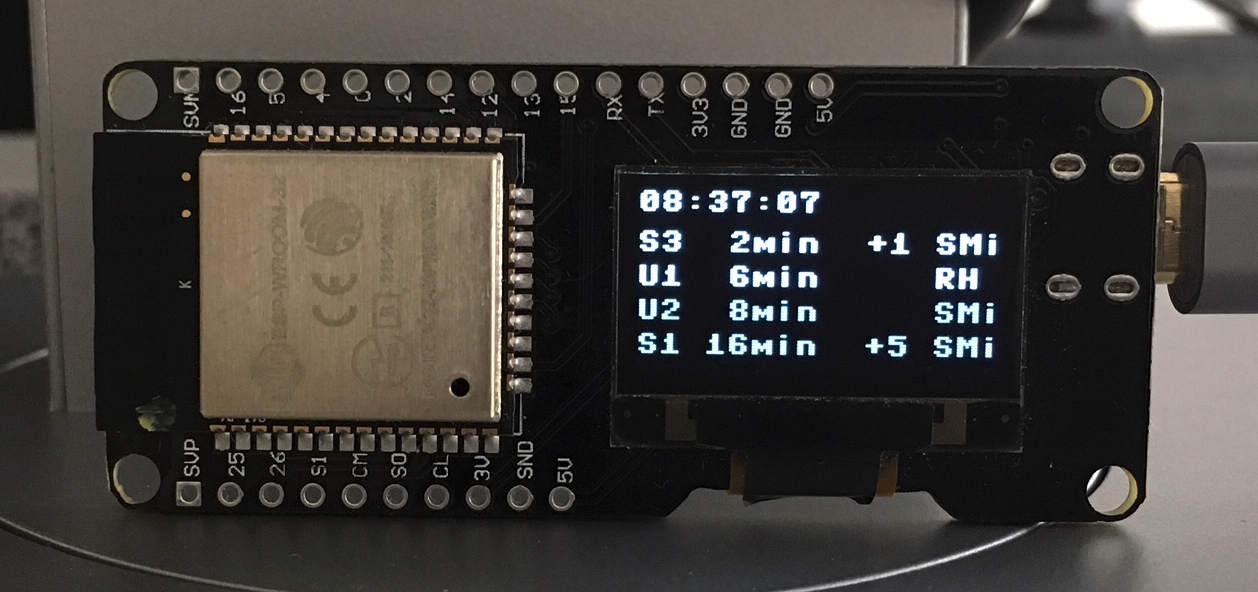 SVN 16 5 4 0 2 14 12 13 15 RX TX 3V3 GND GND 5V
08:37:07
S3 2мin +1 SMi
U1 6мin RH
U2 8мin SMi
S1 16мin +5 SMi
CE
K
SVP 25 26 S1 CM S0 CL 3V SND 5V